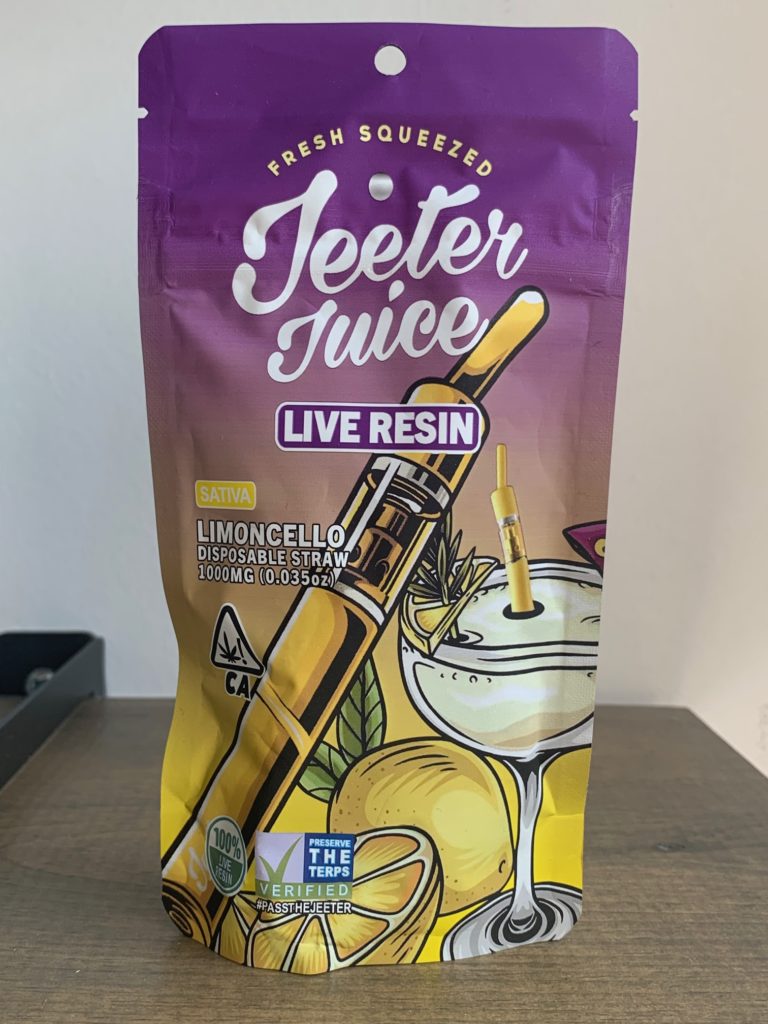 FRESH SQUEEZED
Jeeter
Juice
LIVE RESIN
SATIVA
LIMONCELLO
DISPOSABLE STRAW
1000MG (0.035oz)
CA
100%
LIVE
RESIN
PRESERVE
THE
TERPS
VERIFIED
#PASSTHEJEETER